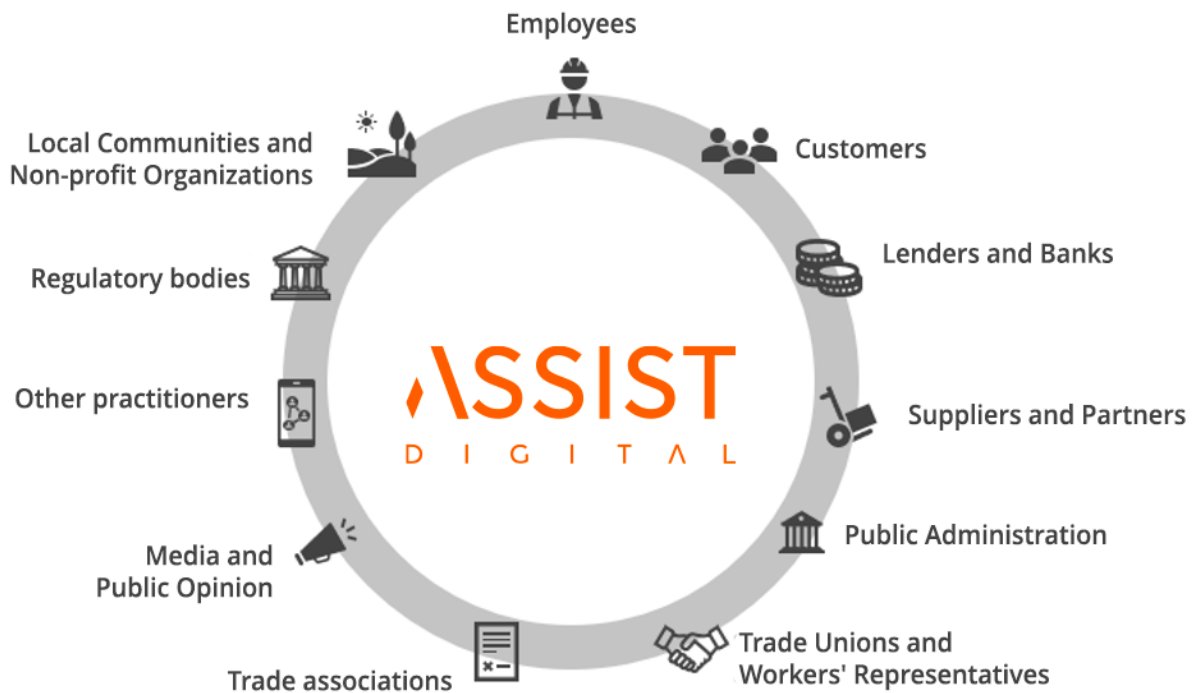 Employees
Customers
Lenders and Banks
Suppliers and Partners
Public Administration
Trade Unions and
Workers' Representatives
Trade associations
Media and
Public Opinion
Other practitioners
Regulatory bodies
Local Communities and
Non-profit Organizations
ASSIST
DIGITAL